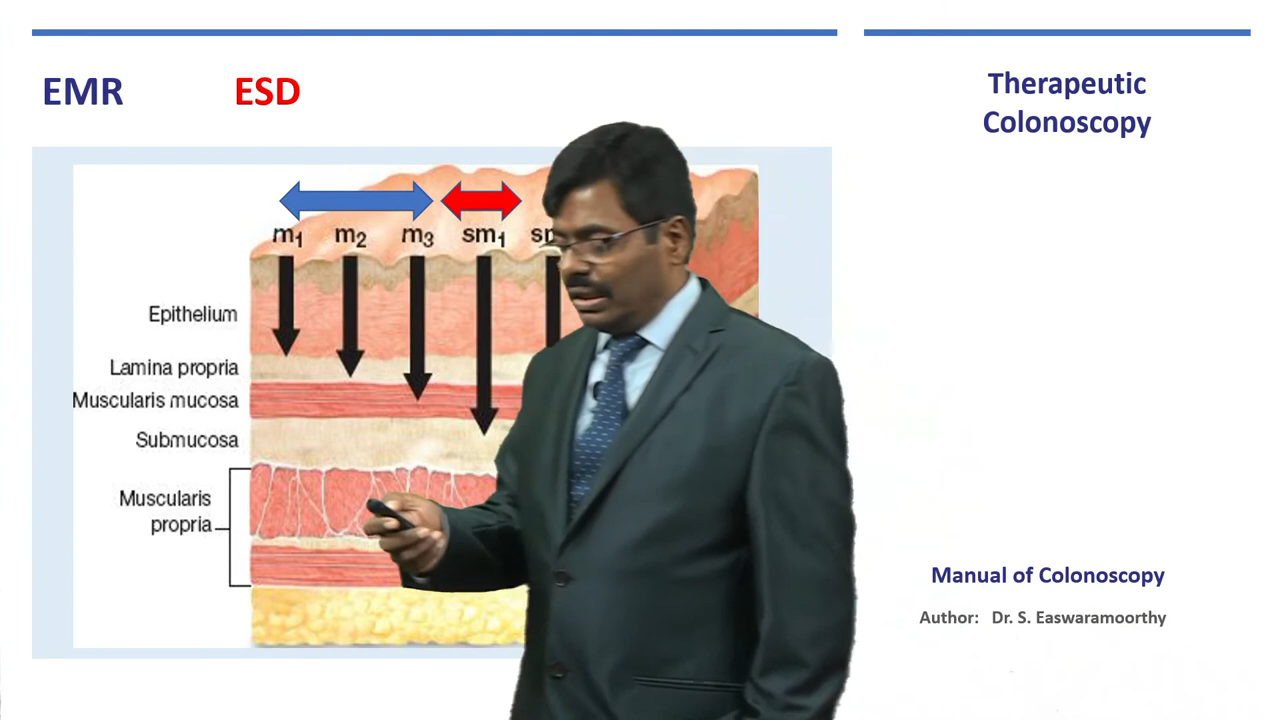 EMR ESD
Therapeutic
Colonoscopy
m1 m2 m3 sm1
Epithelium
Lamina propria
Muscularis mucosa
Submucosa
Muscularis
propria
Manual of Colonoscopy
Author: Dr. S. Easwaramoorthy